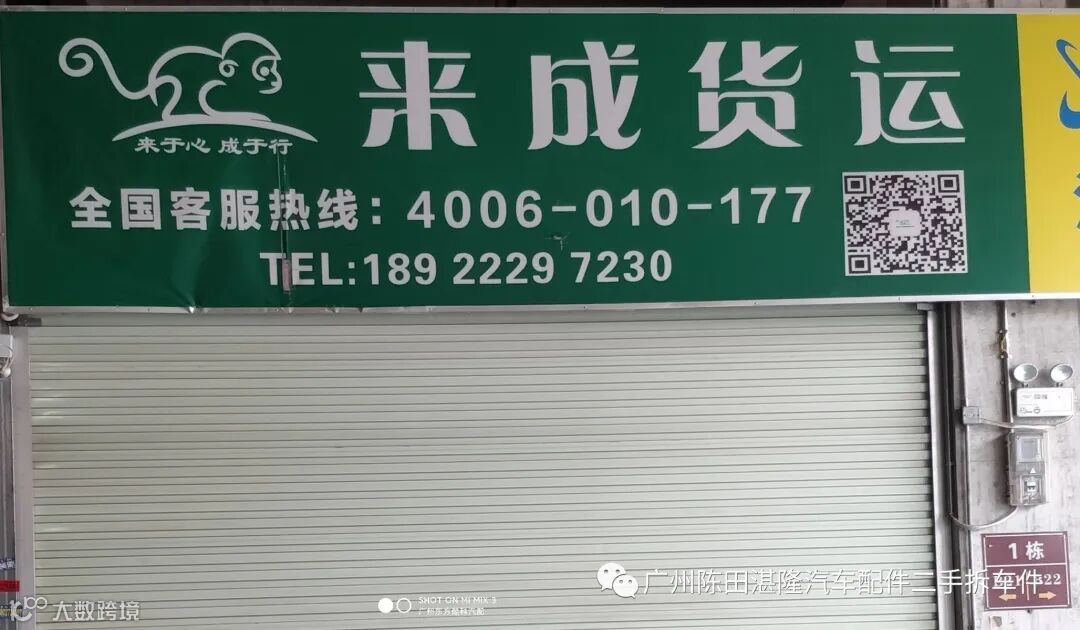 来成货运
来于心 成于行
全国客服热线：4006-010-177
TEL:189 2229 7230
1栋
322
广州陈田湛隆汽车配件二手拆车件
SHOT ON MI MIX 3
大数跨境